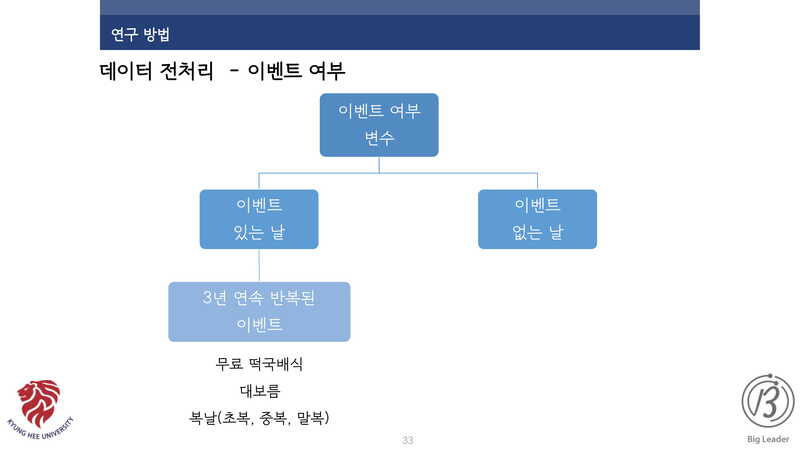 연구 방법
데이터 전처리 - 이벤트 여부
이벤트 여부
변수
이벤트
있는 날
이벤트
없는 날
3년 연속 반복된
이벤트
무료 떡국배식
대보름
복날(초복, 중복, 말복)
KYUNG HEE UNIVERSITY
33
Big Leader